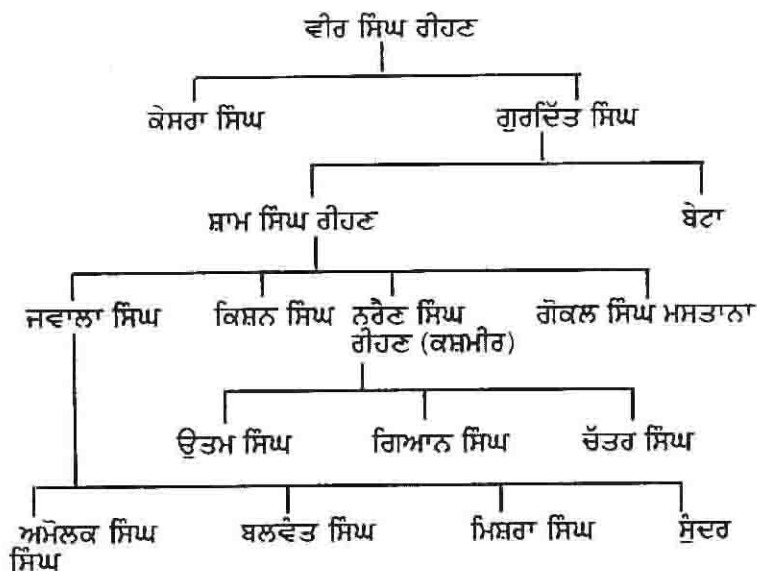 ਵੀਰ ਸਿੰਘ ਰੀਹਣ
ਕੇਸਰਾ ਸਿੰਘ ਗੁਰਦਿੱਤ ਸਿੰਘ
ਸ਼ਾਮ ਸਿੰਘ ਰੀਹਣ ਬੇਟਾ
ਜਵਾਲਾ ਸਿੰਘ ਕਿਸ਼ਨ ਸਿੰਘ ਨਰੈਣ ਸਿੰਘ ਗੋਕਲ ਸਿੰਘ ਮਸਤਾਨਾ
ਰੀਹਣ (ਕਸ਼ਮੀਰ)
ਉਤਮ ਸਿੰਘ ਗਿਆਨ ਸਿੰਘ ਚੱਤਰ ਸਿੰਘ
ਅਮੋਲਕ ਸਿੰਘ ਬਲਵੰਤ ਸਿੰਘ ਮਿਸ਼ਰਾ ਸਿੰਘ ਸੁੰਦਰ
ਸਿੰਘ